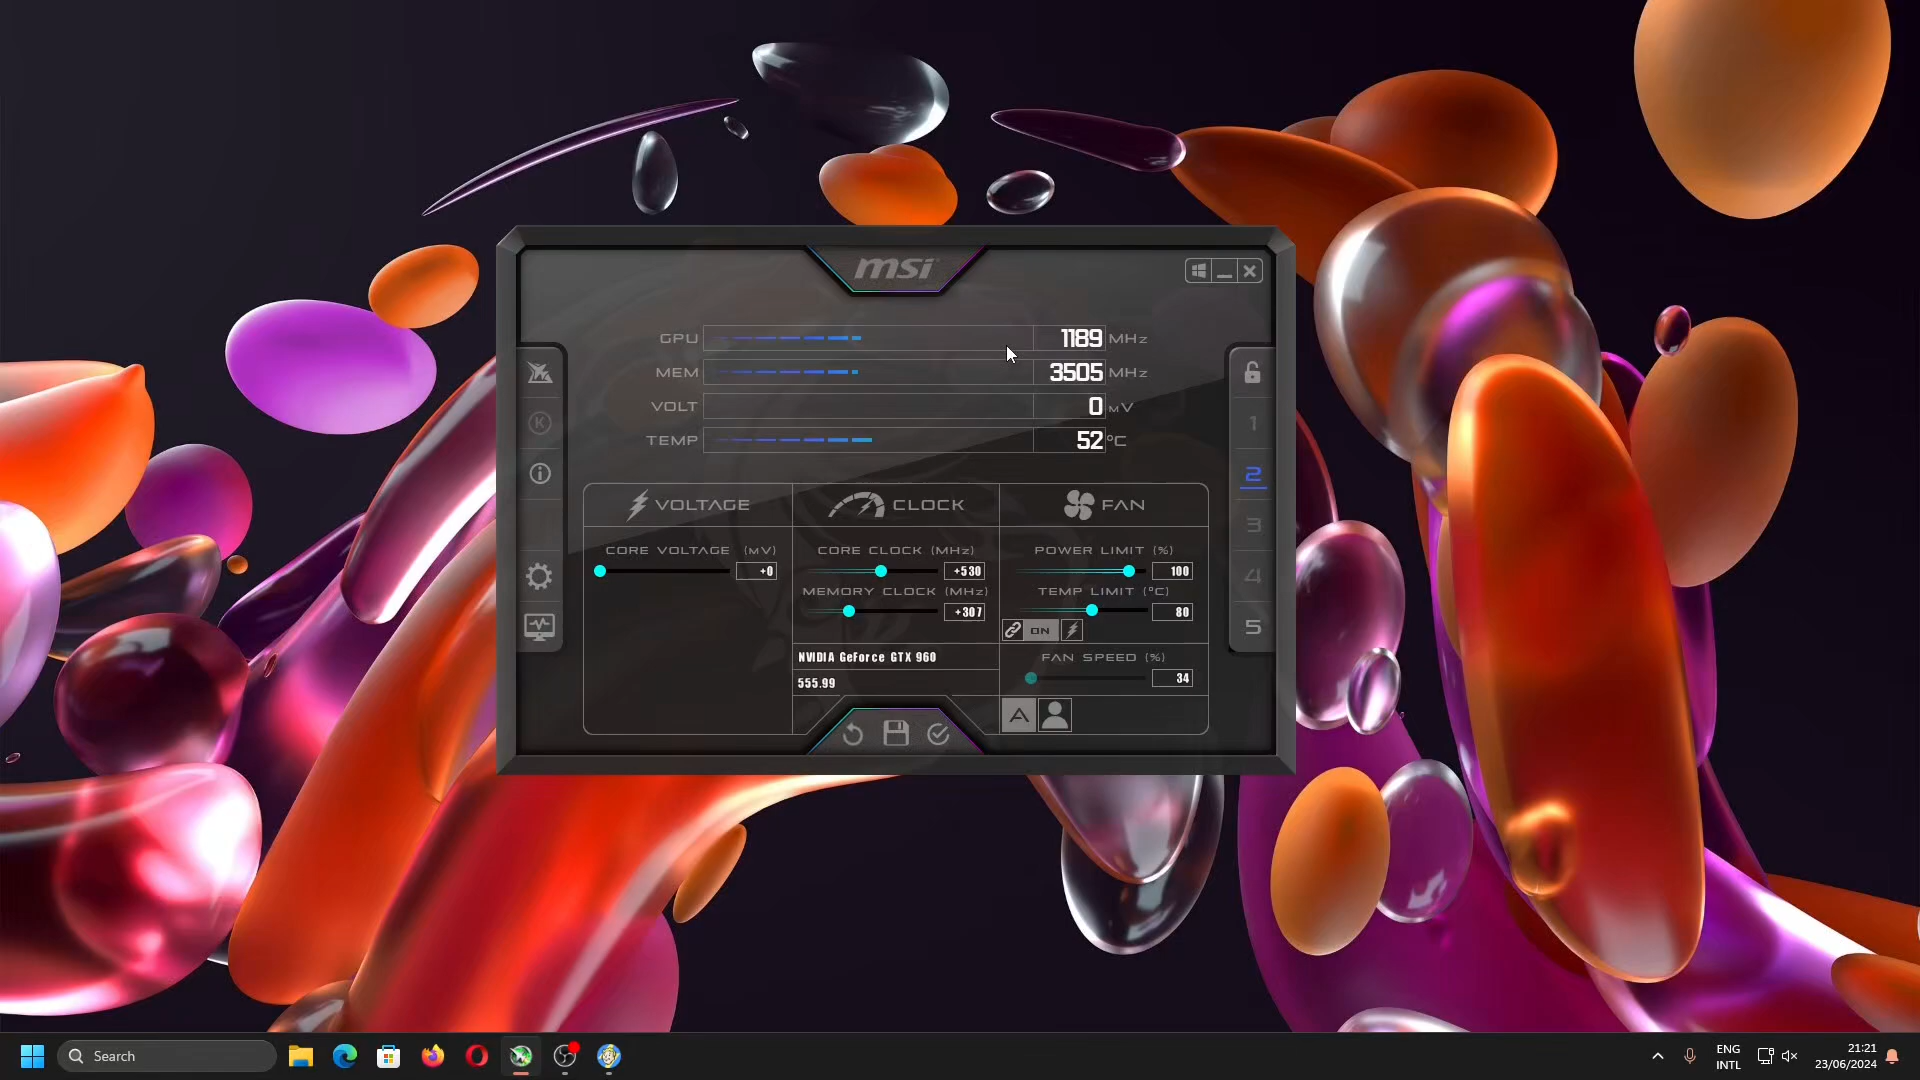 msi
GPU 1189 MHz
MEM 3505 MHz
VOLT 0 MV
TEMP 52 °C
K
1
2
3
4
5
VOLTAGE
CLOCK
FAN
CORE VOLTAGE (MV)
+0
CORE CLOCK (MHz)
+530
MEMORY CLOCK (MHz)
+307
POWER LIMIT (%)
100
TEMP LIMIT (°C)
80
ON
NVIDIA GeForce GTX 960
555.99
FAN SPEED (%)
34
A
Search
ENG
INTL
21:21
23/06/2024